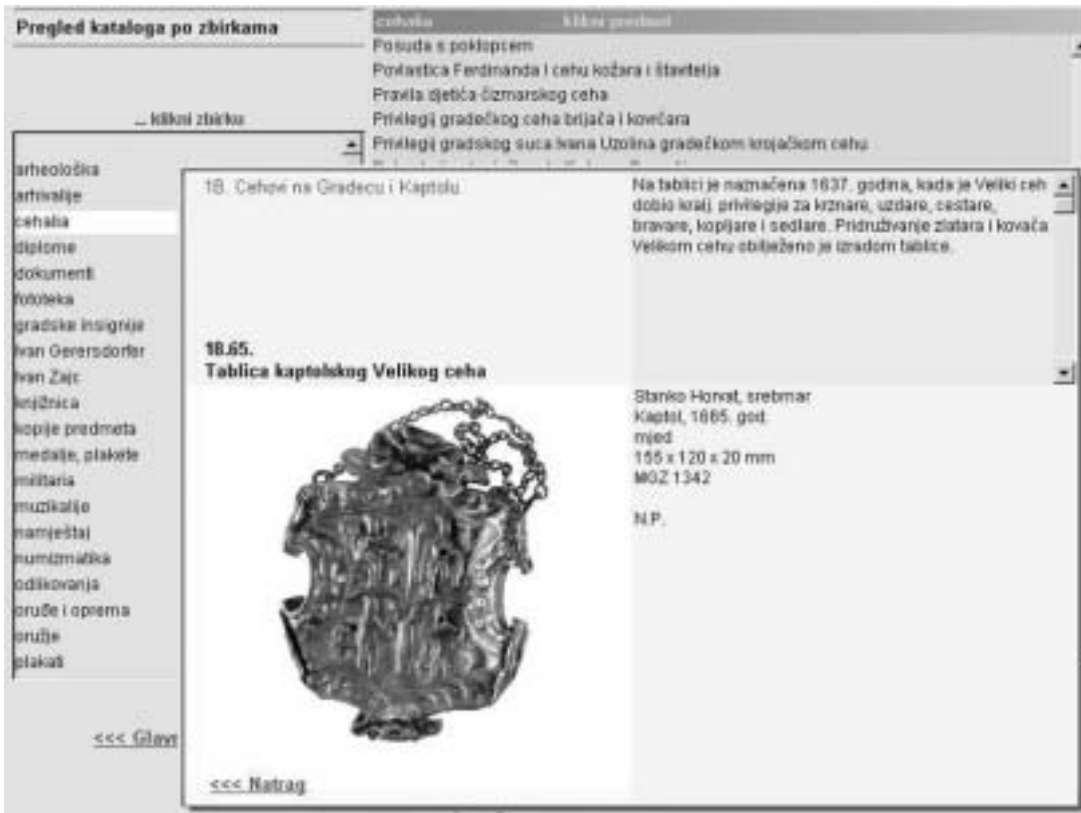 Pregled kataloga po zbirkama
cehalia klikni predmet
Posuda s poklopcem
Povlastica Ferdinanda I cehu kožara i štavitelja
Pravila djetića čizmarskog ceha
Privilegij gradečkog ceha brijača i kovčara
Privilegij gradskog suca Ivana Uzolina gradečkom krojačkom cehu
... klikni zbirku
arheološka
arhivalije
cehalia
diplome
dokumenti
fototeka
gradske insignije
Ivan Gerersdorfer
Ivan Zajc
knjižnica
kopije predmeta
medalje, plakete
militaria
muzikalije
namještaj
numizmatika
odlikovanja
oruđe i oprema
oružje
plakati
<<< Glavn
18. Cehovi na Gradecu i Kaptolu
18.65.
Tablica kaptolskog Velikog ceha
Na tablici je naznačena 1637. godina, kada je Veliki ceh
dobio kralj. privilegije za krznare, uzdare, cestare,
bravare, kopljare i sedlare. Pridruživanje zlatara i kovača
Velikom cehu obilježeno je izradom tablice.
Stanko Horvat, srebrnar
Kaptol, 1665. god.
mjed
155 x 120 x 20 mm
MGZ 1342
N.P.
<<< Natrag